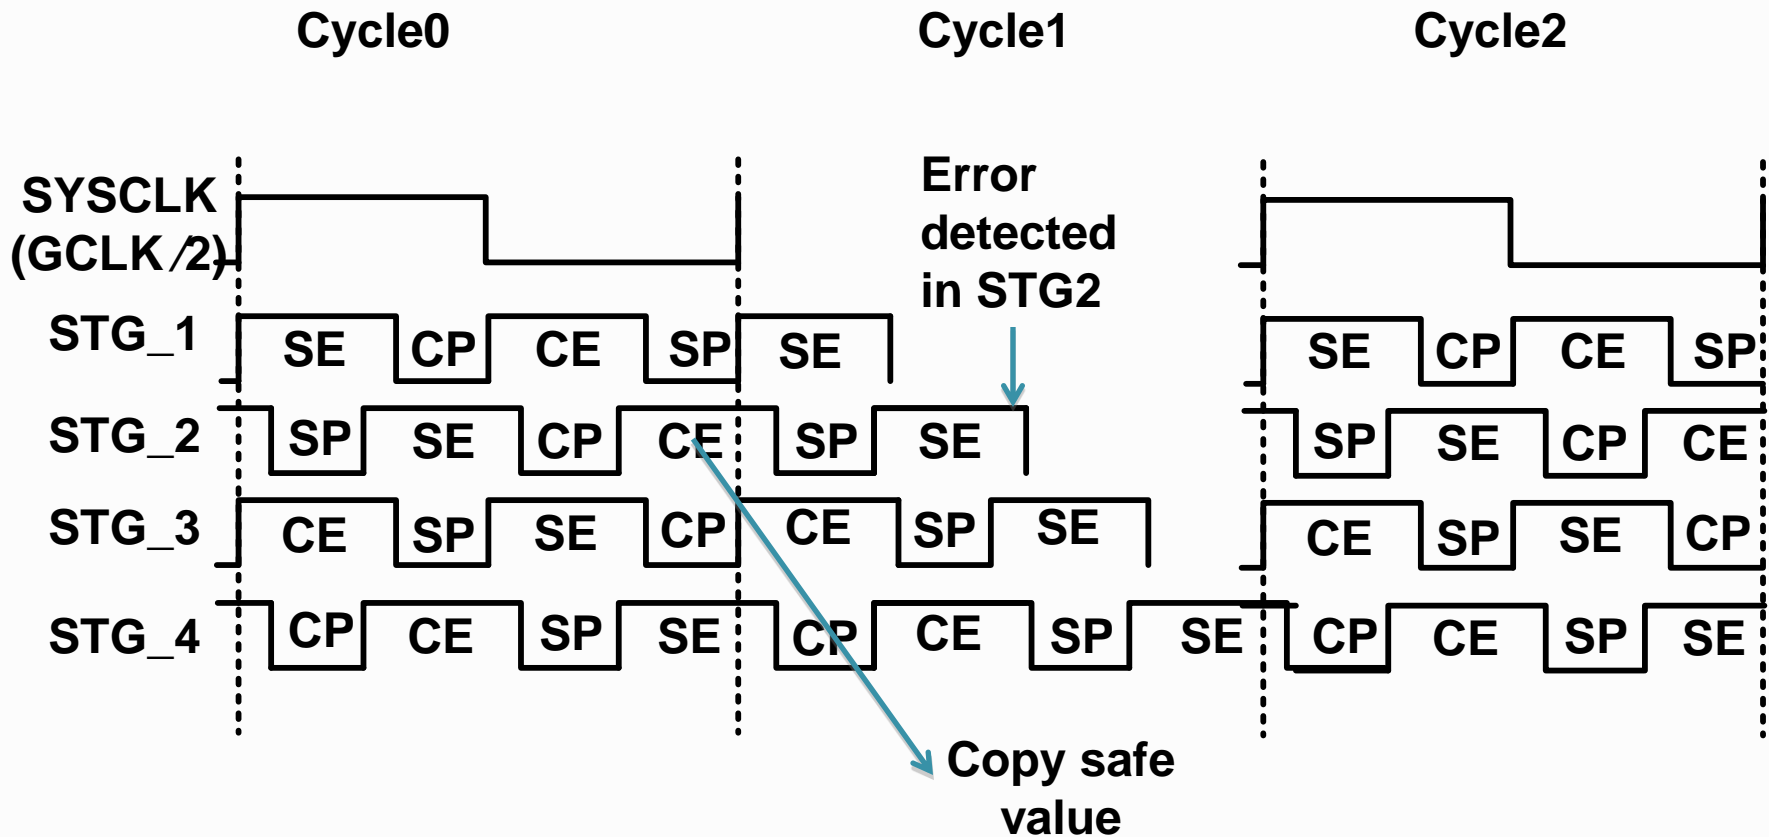 Cycle0 Cycle1 Cycle2
Error
detected
in STG2
SYSCLK
(GCLK/2)
STG_1 SE CP CE SP SE SE CP CE SP
STG_2 SP SE CP CE SP SE SP SE CP CE
STG_3 CE SP SE CP CE SP SE CE SP SE CP
STG_4 CP CE SP SE CP CE SP SE CP CE SP SE
Copy safe
value